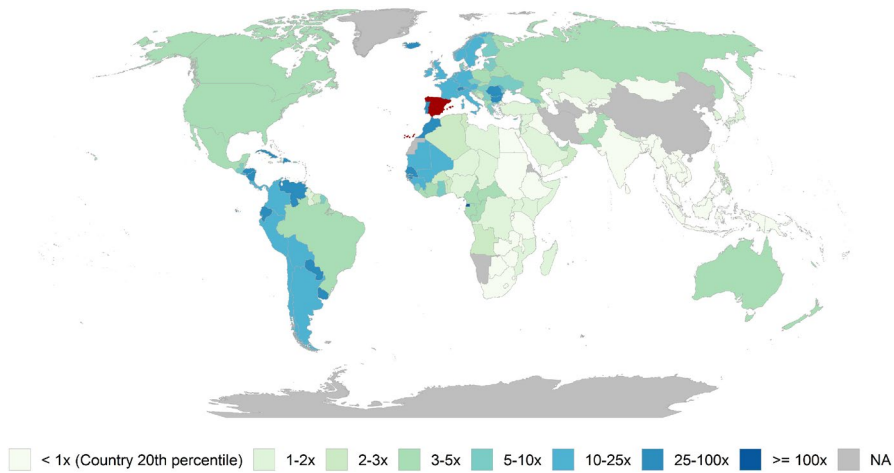 < 1x (Country 20th percentile) 1-2x 2-3x 3-5x 5-10x 10-25x 25-100x >= 100x NA